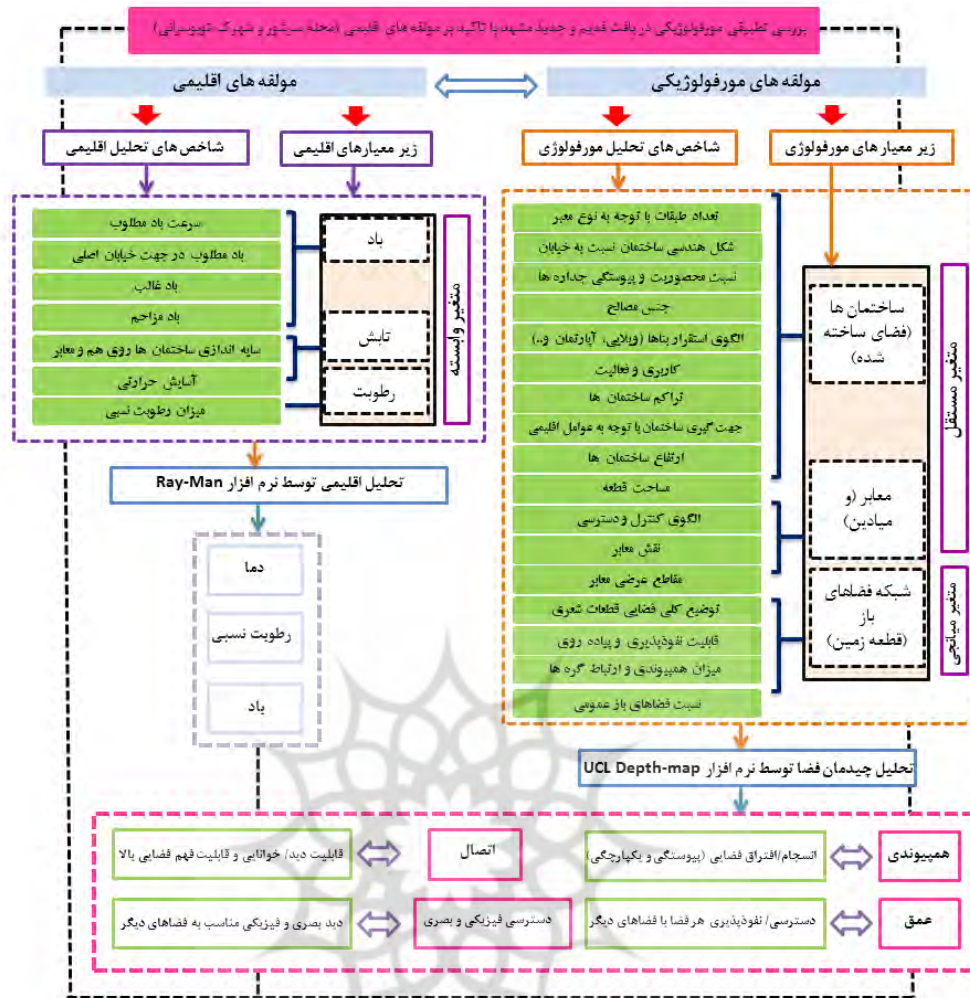 بررسی تطبیقی مورفولوژیکی در بافت قدیم و جدید مشهد با تاکید بر مولفه های اقلیمی (محله سرشور و شهرک
مولفه های مورفولوژیکی
مولفه های اقلیمی
زیر معیار های مورفولوژی
شاخص های تحلیل مورفولوژی
زیر معیارهای اقلیمی
شاخص های تحلیل اقلیمی
تعداد طبقات با توجه به نوع معبر
شکل هندسی ساختمان نسبت به خیابان
نسبت محصوریت و پیوستگی جداره ها
جنس مصالح
الگوی استقرار بناها (ویلایی، آپارتمان و..)
کاربری و فعالیت
تراکم ساختمان ها
جهت گیری ساختمان با توجه به عوامل اقلیمی
ارتفاع ساختمان ها
مساحت قطعه
الگوی کنترل و دسترسی
نقش معابر
مقاطع عرضی معابر
توضیع کلی فضایی قطعات شعری
قابلیت نفوذپذیری و پیاده روی
میزان همپیوندی و ارتباط گره ها
نسبت فضاهای باز عمومی
ساختمان ها
(فضای ساخته
شده)
معابر (و
میادین)
شبکه فضاهای
باز
(قطعه زمین)
متغیر مستقل
متغیر میانجی
سرعت باد مطلوب
باد مطلوب در جهت خیابان اصلی
باد غالب
باد مزاحم
سایه اندازی ساختمان ها روی هم و معابر
آسایش حرارتی
میزان رطوبت نسبی
باد
تابش
رطوبت
متغیر وابسته
تحلیل اقلیمی توسط نرم افزار Ray-Man
دما
رطوبت نسبی
باد
تحلیل چیدمان فضا توسط نرم افزار UCL Depth-map
همپیوندی
انسجام/افتراق فضایی (پیوستگی و یکپارچگی)
اتصال
قابلیت دید/ خوانایی و قابلیت فهم فضایی بالا
عمق
دسترسی/ نفوذپذیری هر فضا با فضاهای دیگر
دسترسی فیزیکی و بصری
دید بصری و فیزیکی مناسب به فضاهای دیگر